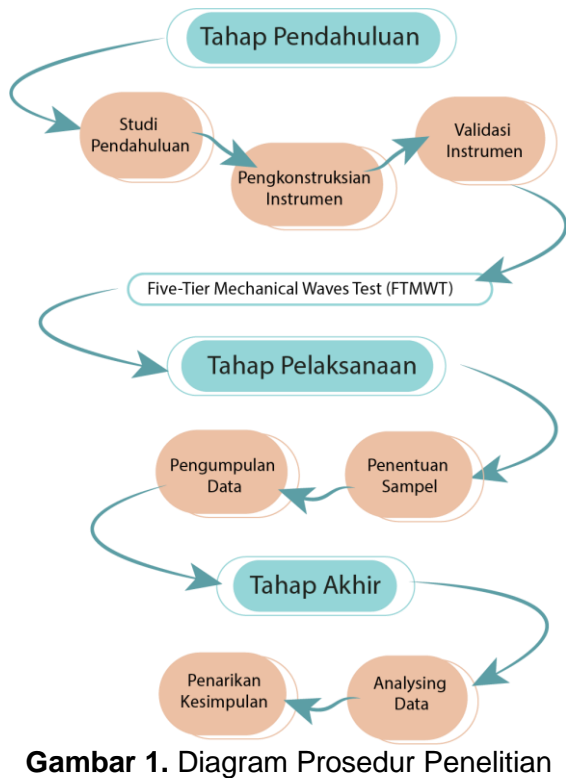 Tahap Pendahuluan
Studi
Pendahuluan
Pengkonstruksian
Instrumen
Validasi
Instrumen
Five-Tier Mechanical Waves Test (FTMWT)
Tahap Pelaksanaan
Penentuan
Sampel
Pengumpulan
Data
Tahap Akhir
Analysing
Data
Penarikan
Kesimpulan
Gambar 1. Diagram Prosedur Penelitian